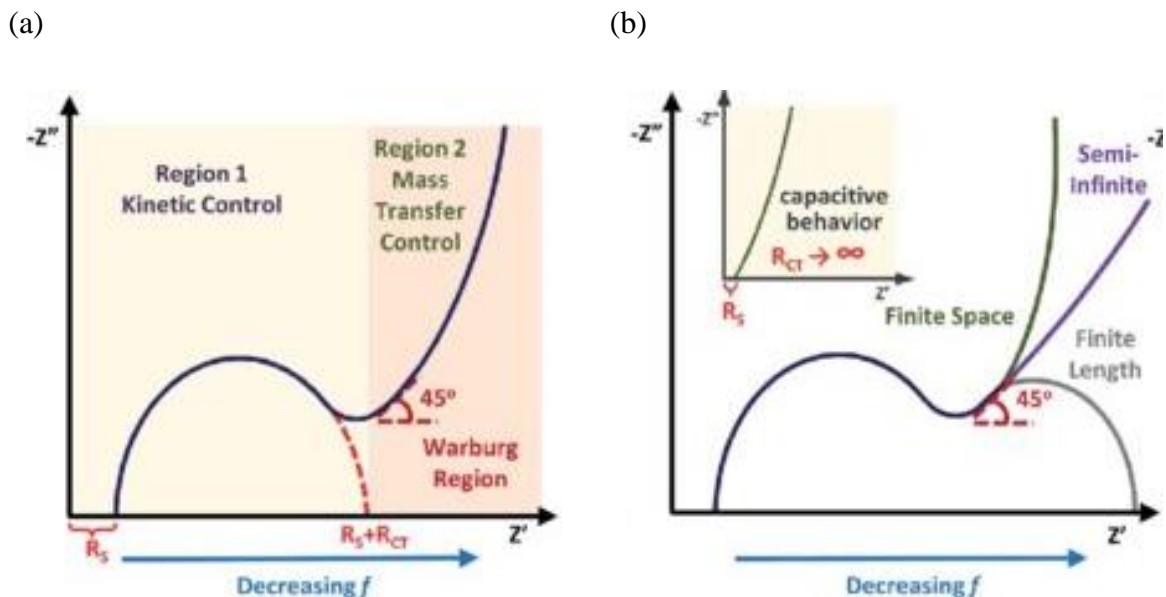 (a)
-Z"
Region 1
Kinetic Control
Region 2
Mass
Transfer
Control
45°
Warburg
Region
R_S
R_S+R_CT
Z'
Decreasing f
(b)
-Z"
-Z"
capacitive
behavior
R_CT → ∞
Z'
R_S
Semi-
Infinite
-Z
Finite Space
Finite
Length
45°
Z'
Decreasing f